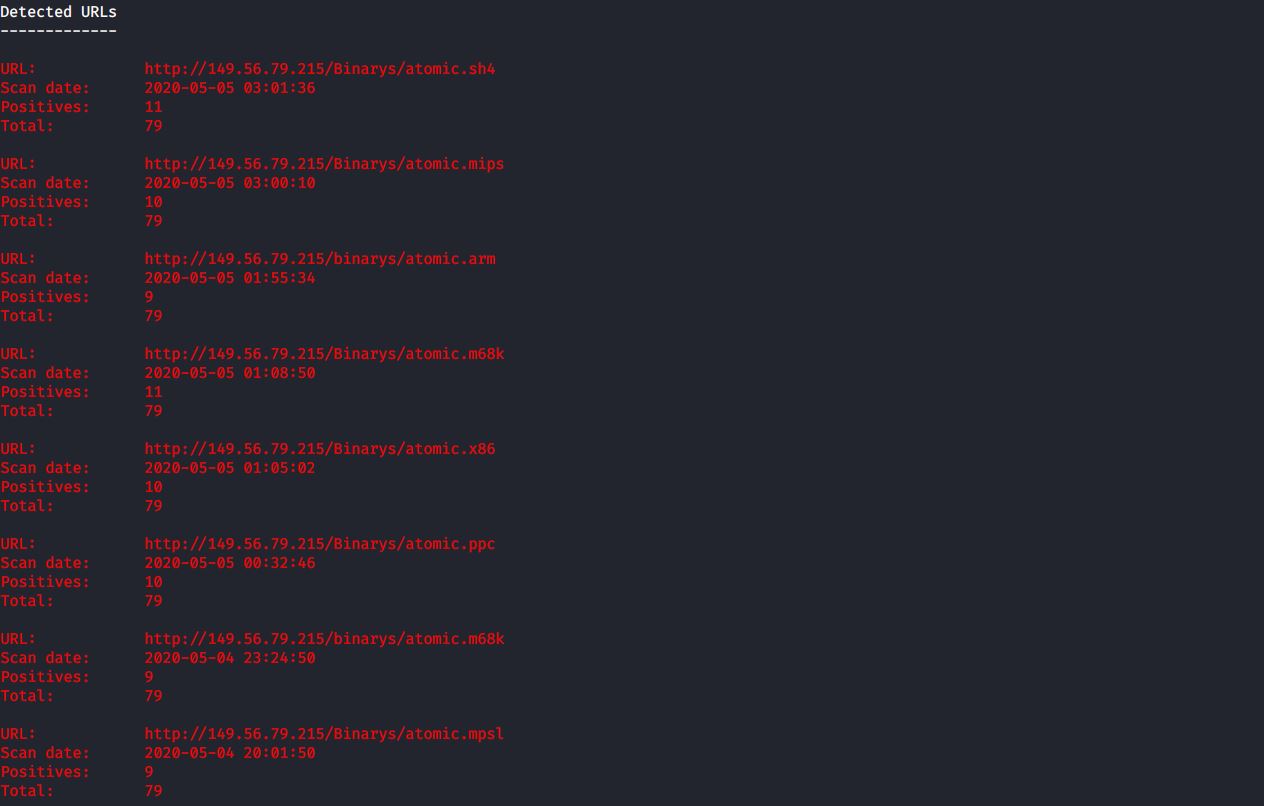 Detected URLs
-------------
URL: http://149.56.79.215/Binarys/atomic.sh4
Scan date: 2020-05-05 03:01:36
Positives: 11
Total: 79
URL: http://149.56.79.215/Binarys/atomic.mips
Scan date: 2020-05-05 03:00:10
Positives: 10
Total: 79
URL: http://149.56.79.215/binarys/atomic.arm
Scan date: 2020-05-05 01:55:34
Positives: 9
Total: 79
URL: http://149.56.79.215/Binarys/atomic.m68k
Scan date: 2020-05-05 01:08:50
Positives: 11
Total: 79
URL: http://149.56.79.215/Binarys/atomic.x86
Scan date: 2020-05-05 01:05:02
Positives: 10
Total: 79
URL: http://149.56.79.215/Binarys/atomic.ppc
Scan date: 2020-05-05 00:32:46
Positives: 10
Total: 79
URL: http://149.56.79.215/binarys/atomic.m68k
Scan date: 2020-05-04 23:24:50
Positives: 9
Total: 79
URL: http://149.56.79.215/Binarys/atomic.mpsl
Scan date: 2020-05-04 20:01:50
Positives: 9
Total: 79